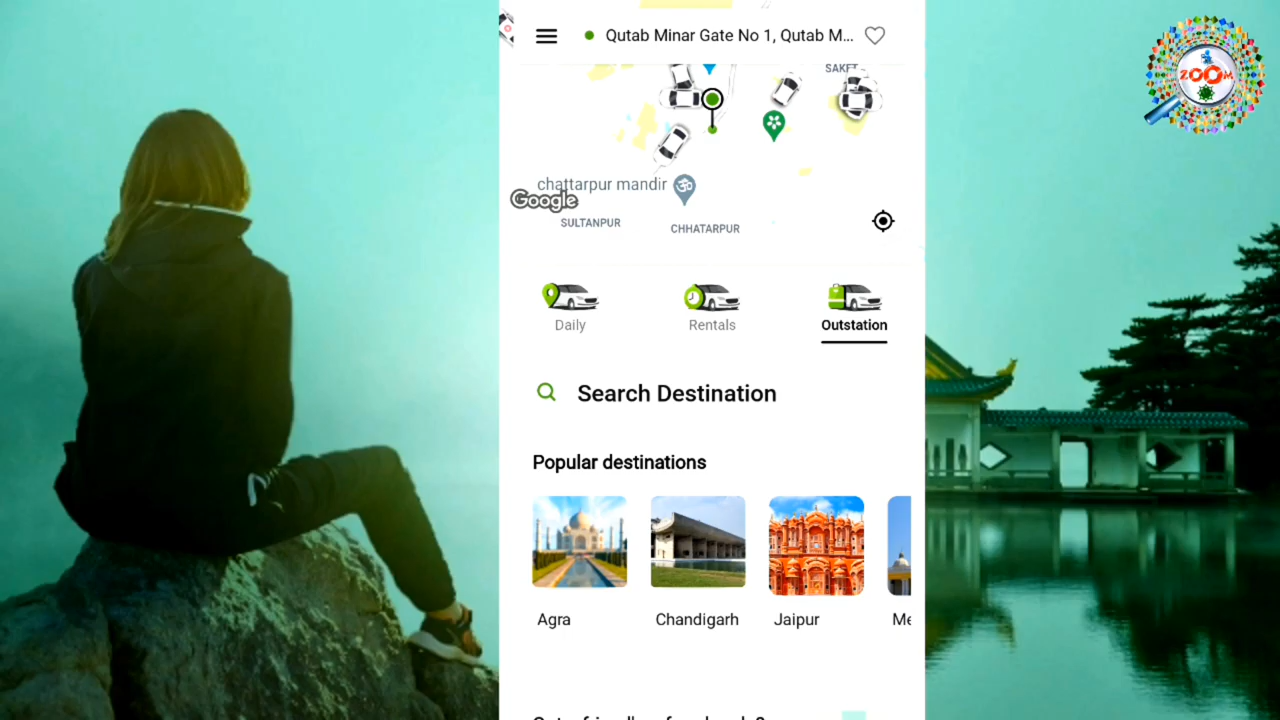 Qutab Minar Gate No 1, Qutab M...
SAKET
chattarpur mandir
Google
SULTANPUR
CHHATARPUR
Daily
Rentals
Outstation
Search Destination
Popular destinations
Agra
Chandigarh
Jaipur
Me
ZOOM